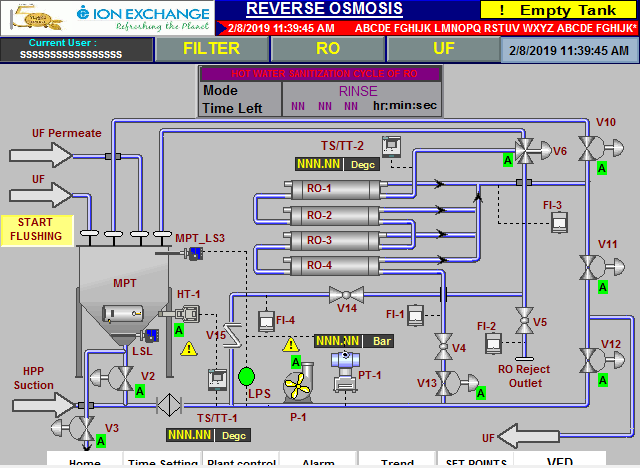 ION EXCHANGE
Refreshing the Planet
REVERSE OSMOSIS
! Empty Tank
2/8/2019 11:39:45 AM ABCDE FGHIJK LMNOPQ RSTUV WXYZ ABCDE FGHIJK*
Current User :
sssssssssssssssss
FILTER
RO
UF
2/8/2019 11:39:45 AM
HOT WATER SANITIZATION CYCLE OF RO
Mode RINSE
Time Left NN NN NN hr;min:sec
UF Permeate
UF
START
FLUSHING
TS/TT-2
NNN.NN Degc
V10
V6
A
A
RO-1
RO-2
RO-3
RO-4
FI-3
MPT_LS3
MPT
V11
A
HT-1
A
LSL
V15
FI-4
V14
FI-1
FI-2
V5
NNN.NN Bar
V4
V12
A
RO Reject
Outlet
HPP
Suction
V2
A
V3
A
TS/TT-1
NNN.NN Degc
LPS
A
P-1
PT-1
V13
A
UF
Home
Time Setting
Plant control
Alarm
Trend
SET POINTS
VFD